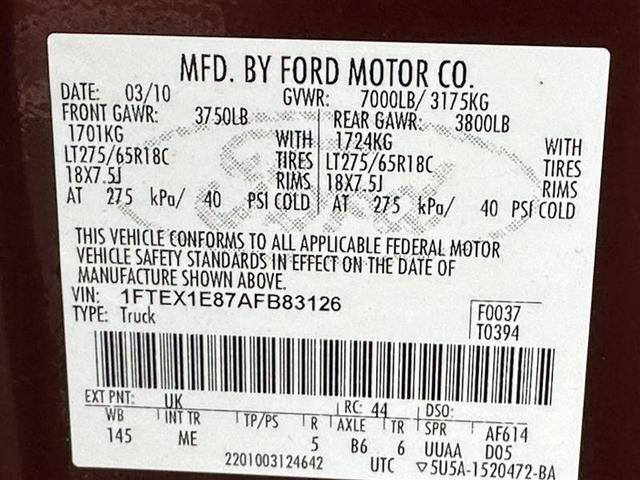 MFD. BY FORD MOTOR CO.
DATE: 03/10 GVWR: 7000LB/ 3175KG
FRONT GAWR: 3750LB REAR GAWR: 3800LB
1701KG WITH 1724KG WITH
LT275/65R18C TIRES LT275/65R18C TIRES
18X7.5J RIMS 18X7.5J RIMS
AT 275 kPa/ 40 PSI COLD AT 275 kPa/ 40 PSI COLD
THIS VEHICLE CONFORMS TO ALL APPLICABLE FEDERAL MOTOR
VEHICLE SAFETY STANDARDS IN EFFECT ON THE DATE OF
MANUFACTURE SHOWN ABOVE.
VIN: 1FTEX1E87AFB83126 F0037
TYPE: Truck T0394
EXT PNT: UK RC: 44 DSO:
WB INT TR TP/PS R AXLE TR SPR AF614
145 ME 5 B6 6 UUAA D05
2201003124642 UTC ▽5U5A-1520472-BA